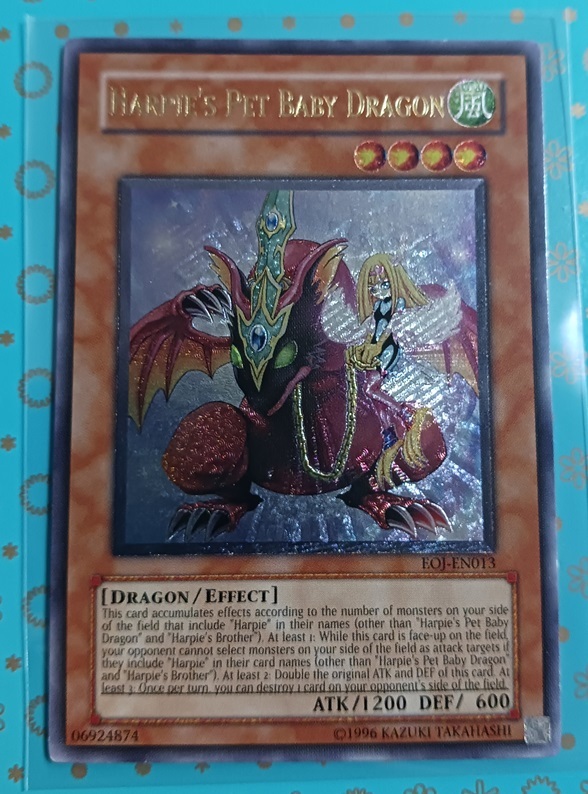 Harpie's Pet Baby Dragon 風
EOJ-EN013
[Dragon/Effect]
This card accumulates effects according to the number of monsters on your side
of the field that include "Harpie" in their names (other than "Harpie's Pet Baby
Dragon" and "Harpie's Brother"). At least 1: While this card is face-up on the field,
your opponent cannot select monsters on your side of the field as attack targets if
they include "Harpie" in their card names (other than "Harpie's Pet Baby Dragon"
and "Harpie's Brother"). At least 2: Double the original ATK and DEF of this card. At
least 3: Once per turn, you can destroy 1 card on your opponent's side of the field.
ATK/1200 DEF/ 600
06924874 ©1996 KAZUKI TAKAHASHI